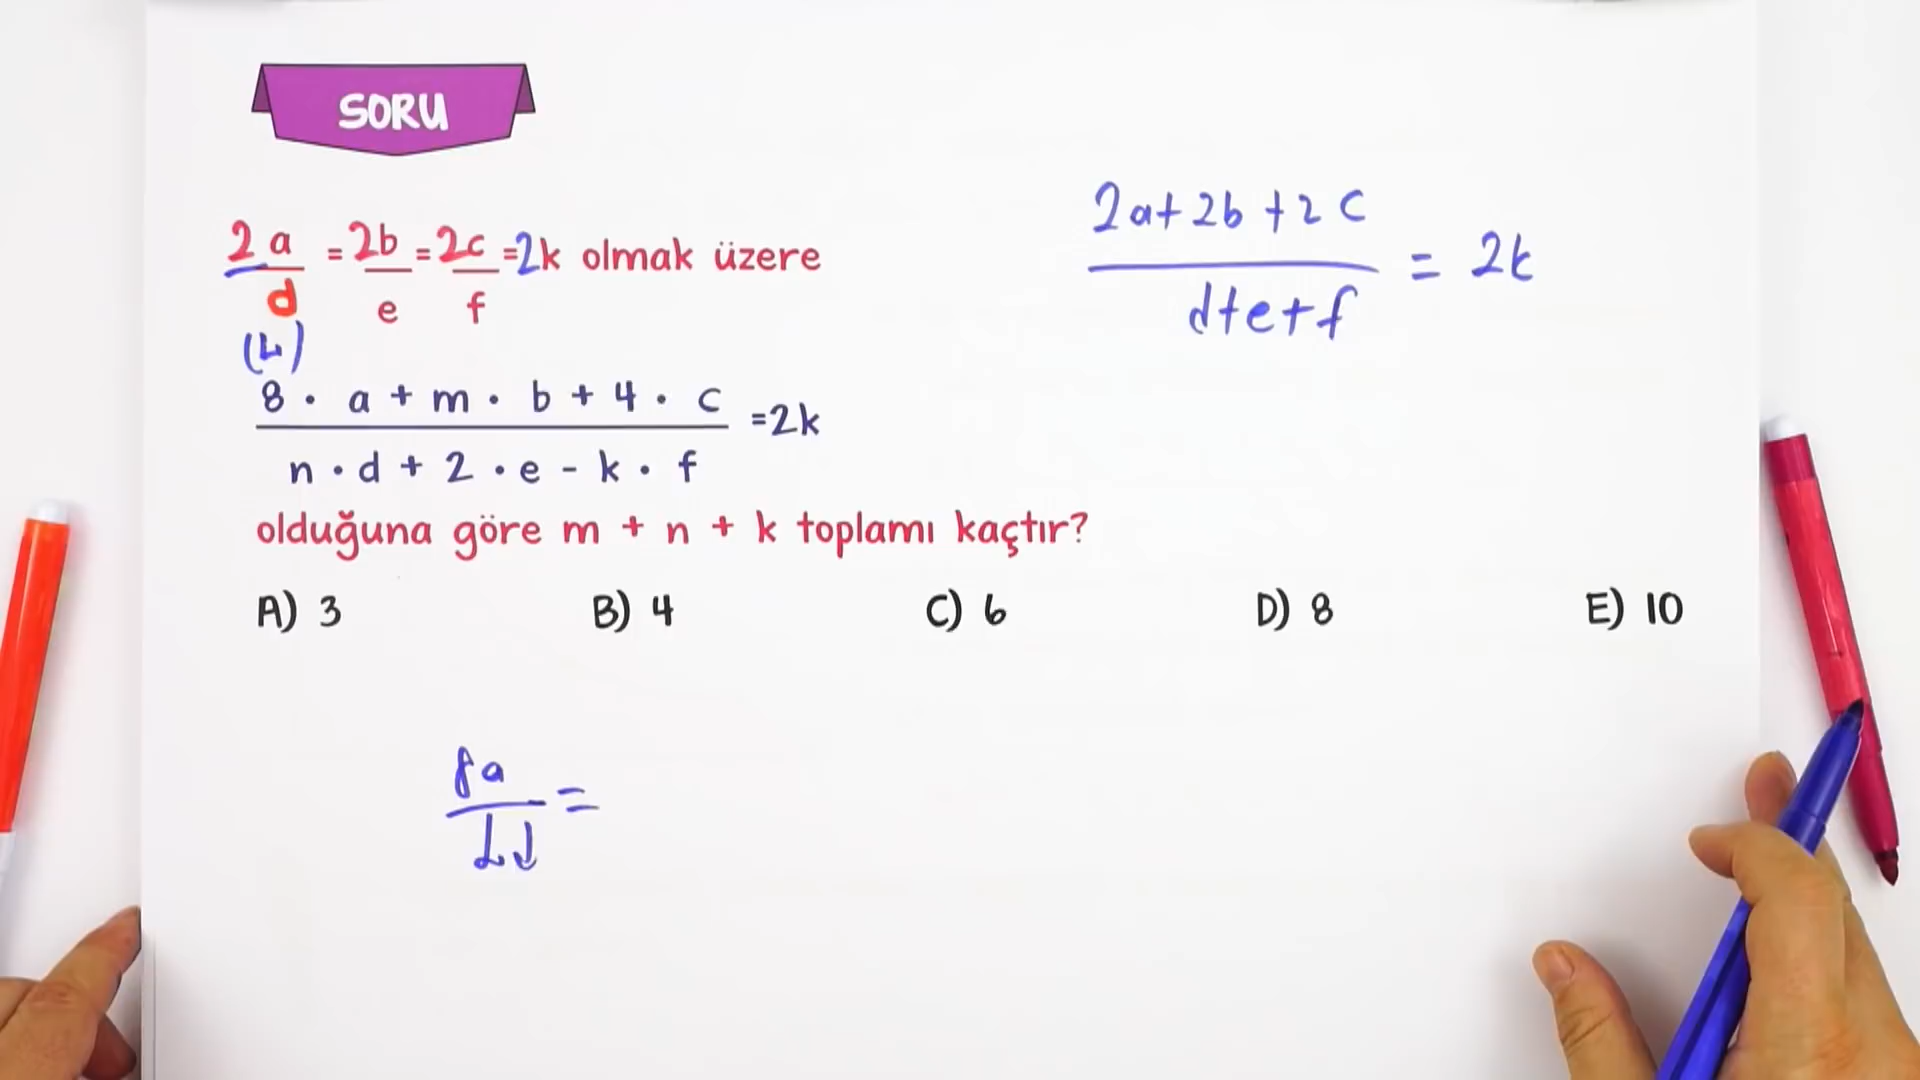 SORU
2a/d = 2b/e = 2c/f = 2k olmak üzere
(4)
8 · a + m · b + 4 · c / n · d + 2 · e - k · f = 2k
olduğuna göre m + n + k toplamı kaçtır?
A) 3 B) 4 C) 6 D) 8 E) 10
2a+2b+2c / d+e+f = 2k
8a / 4d =